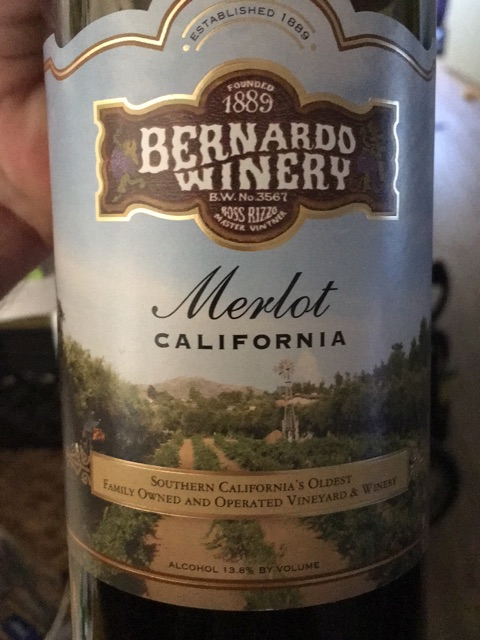 ESTABLISHED 1889
FOUNDED
1889
BERNARDO
WINERY
B.W. No. 3567
ROSS RIZZO
MASTER VINTNER
Merlot
CALIFORNIA
SOUTHERN CALIFORNIA'S OLDEST
FAMILY OWNED AND OPERATED VINEYARD & WINERY
ALCOHOL 13.8% BY VOLUME